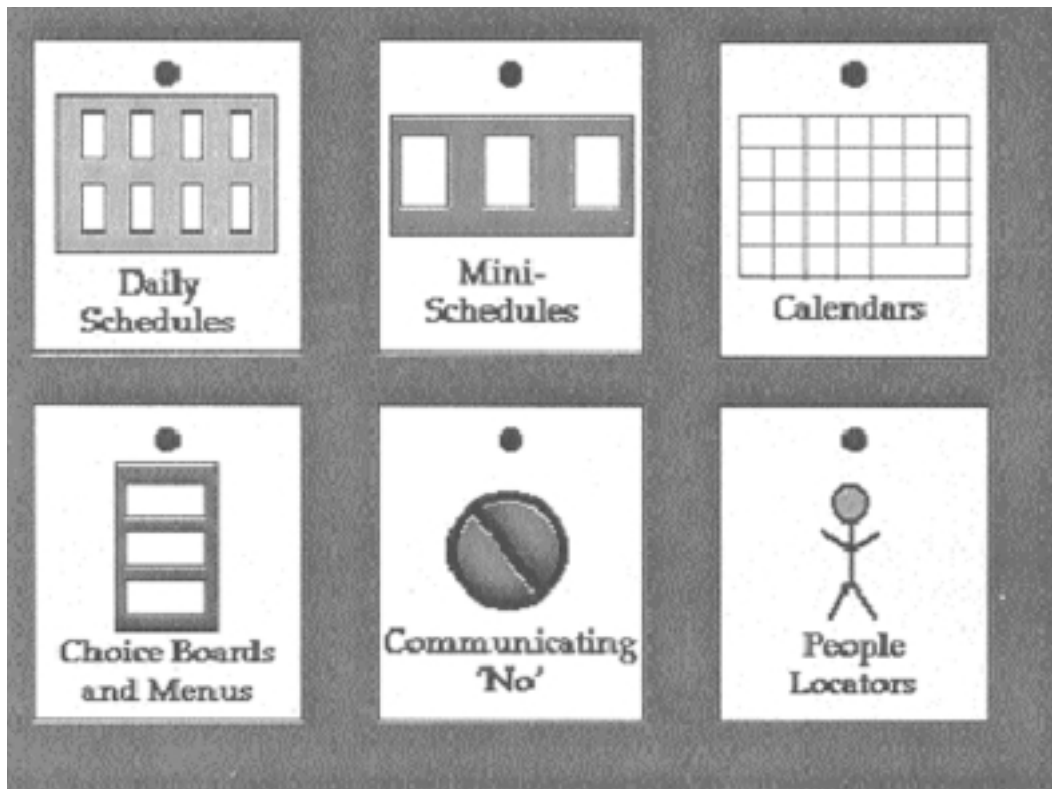 Daily
Schedules
Mini-
Schedules
Calendars
Choice Boards
and Menus
Communicating
'No'
People
Locators